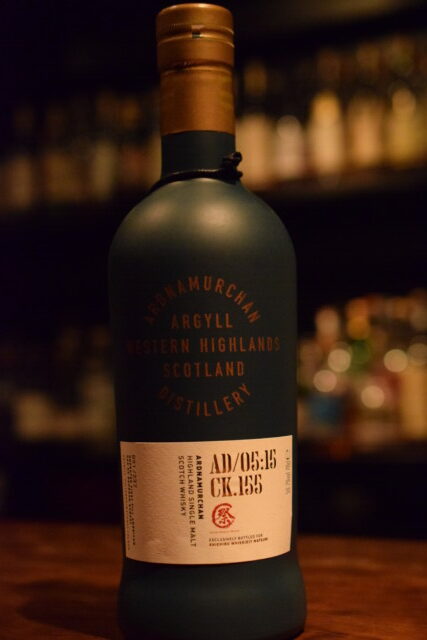 ARDNAMURCHAN
ARGYLL
WESTERN HIGHLANDS
SCOTLAND
DISTILLERY
AD/05:15
CK.155
祭
EXCLUSIVELY BOTTLED FOR
ARDNAMURCHAN
HIGHLAND SINGLE MALT
SCOTCH WHISKY